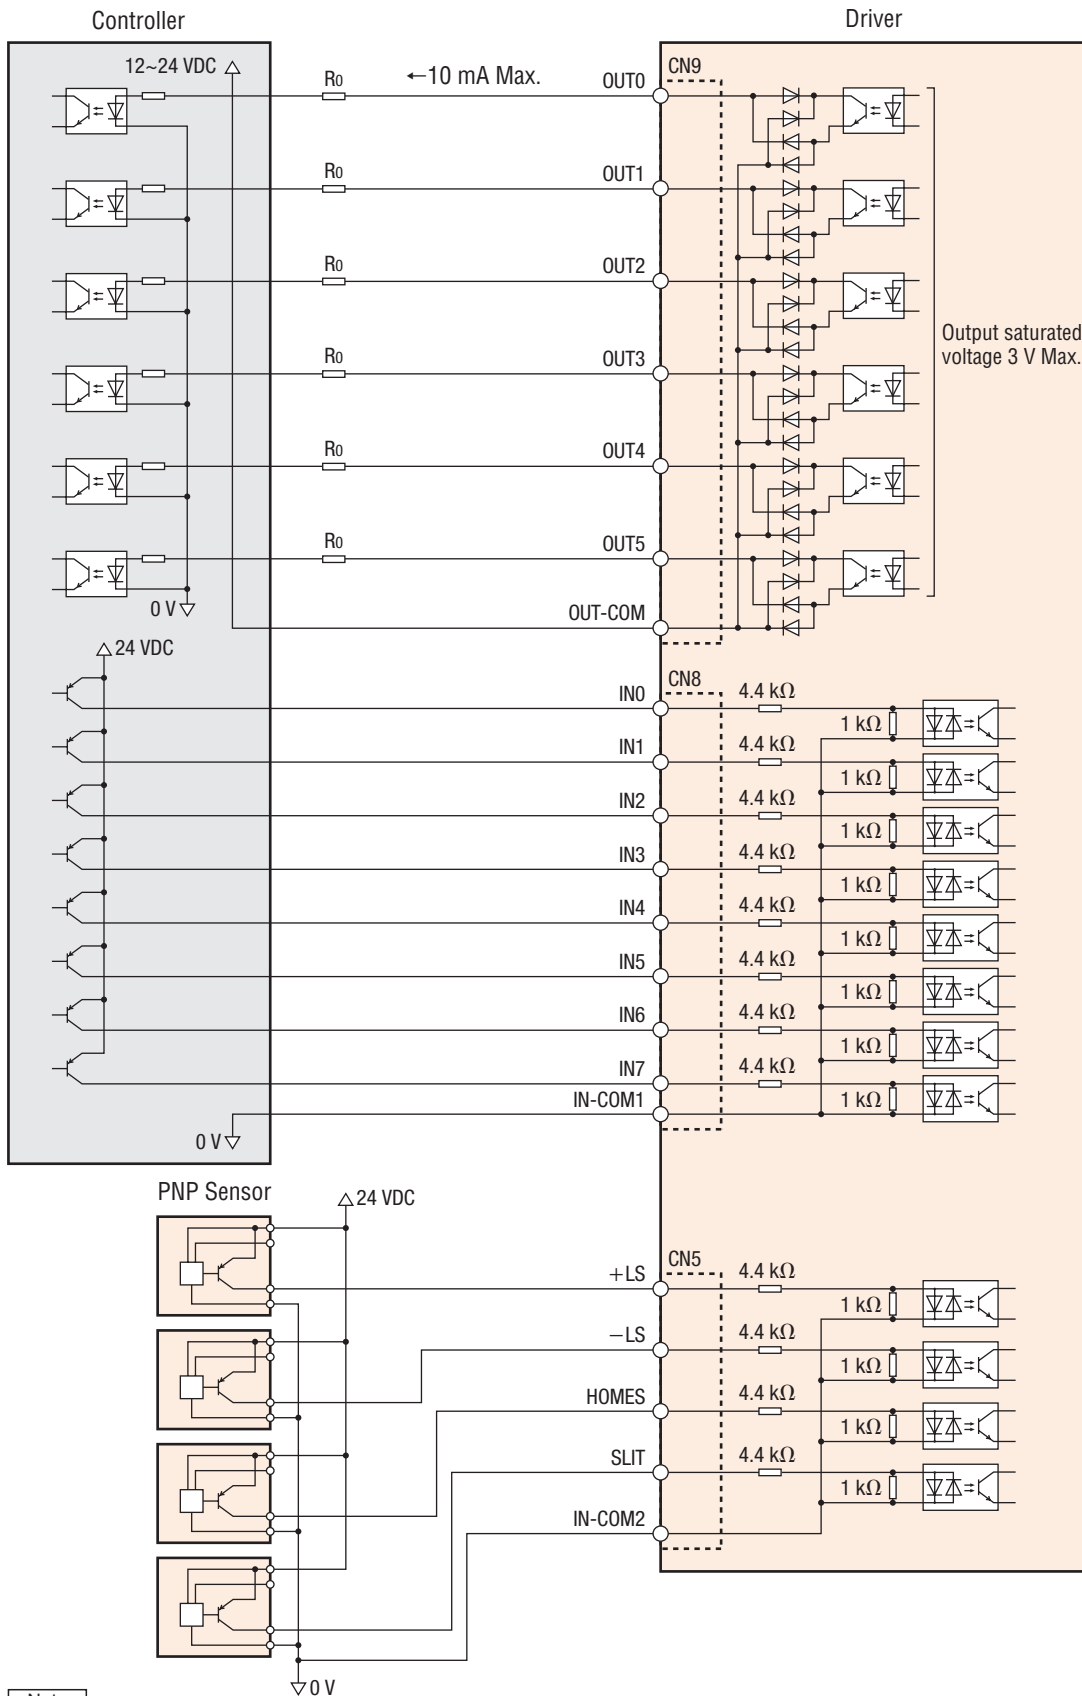 Controller
Driver
12~24 VDC
R0
←10 mA Max.
OUT0
CN9
R0
OUT1
R0
OUT2
Output saturated
voltage 3 V Max.
R0
OUT3
R0
OUT4
R0
OUT5
0 V
OUT-COM
24 VDC
CN8
IN0
4.4 kΩ
1 kΩ
IN1
4.4 kΩ
1 kΩ
IN2
4.4 kΩ
1 kΩ
IN3
4.4 kΩ
1 kΩ
IN4
4.4 kΩ
1 kΩ
IN5
4.4 kΩ
1 kΩ
IN6
4.4 kΩ
1 kΩ
IN7
4.4 kΩ
1 kΩ
IN-COM1
0 V
PNP Sensor
24 VDC
CN5
+LS
4.4 kΩ
1 kΩ
−LS
4.4 kΩ
1 kΩ
HOMES
4.4 kΩ
1 kΩ
SLIT
4.4 kΩ
1 kΩ
IN-COM2
0 V